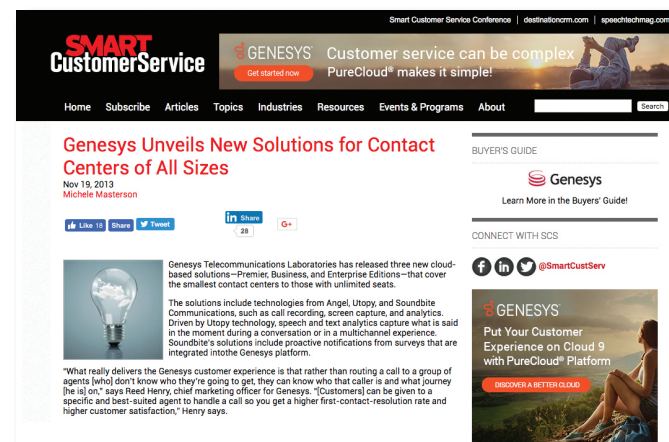 Smart Customer Service Conference | destinationcrm.com | speechtechmag.com
SMART
CustomerService
GENESYS
Get started now
Customer service can be complex
PureCloud® makes it simple!
Home Subscribe Articles Topics Industries Resources Events & Programs About
Search
Genesys Unveils New Solutions for Contact
Centers of All Sizes
Nov 19, 2013
Michele Masterson
Like 18 Share Tweet
in Share
28
G+
Genesys Telecommunications Laboratories has released three new cloud-
based solutions—Premier, Business, and Enterprise Editions—that cover
the smallest contact centers to those with unlimited seats.
The solutions include technologies from Angel, Utopy, and Soundbite
Communications, such as call recording, screen capture, and analytics.
Driven by Utopy technology, speech and text analytics capture what is said
in the moment during a conversation or in a multichannel experience.
Soundbite's solutions include proactive notifications from surveys that are
integrated intothe Genesys platform.
"What really delivers the Genesys customer experience is that rather than routing a call to a group of
agents [who] don't know who they're going to get, they can know who that caller is and what journey
[he is] on," says Reed Henry, chief marketing officer for Genesys. "[Customers] can be given to a
specific and best-suited agent to handle a call so you get a higher first-contact-resolution rate and
higher customer satisfaction," Henry says.
BUYER'S GUIDE
Genesys
Learn More in the Buyers' Guide!
CONNECT WITH SCS
f in @SmartCustServ
GENESYS
Put Your Customer
Experience on Cloud 9
with PureCloud® Platform
DISCOVER A BETTER CLOUD